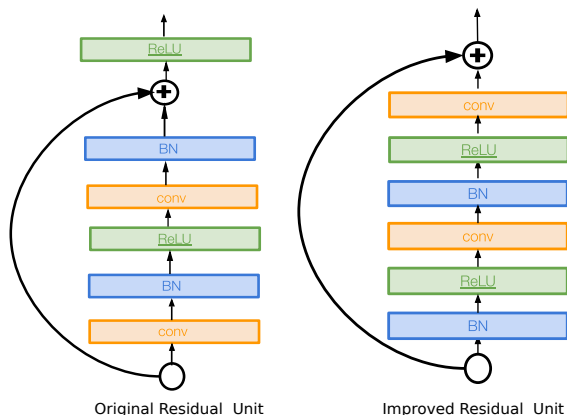 ReLU
BN
conv
ReLU
BN
conv
Original Residual Unit
conv
ReLU
BN
conv
ReLU
BN
Improved Residual Unit